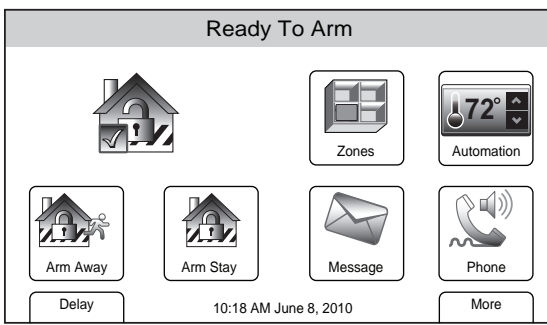 Ready To Arm
72°
Zones
Automation
Arm Away
Arm Stay
Message
Phone
Delay
10:18 AM June 8, 2010
More